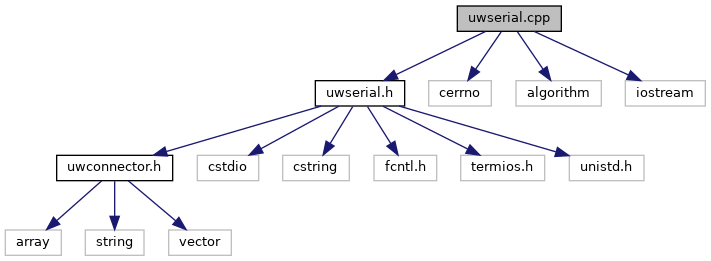 uwserial.cpp
uwserial.h
cerrno
algorithm
iostream
uwconnector.h
cstdio
cstring
fcntl.h
termios.h
unistd.h
array
string
vector